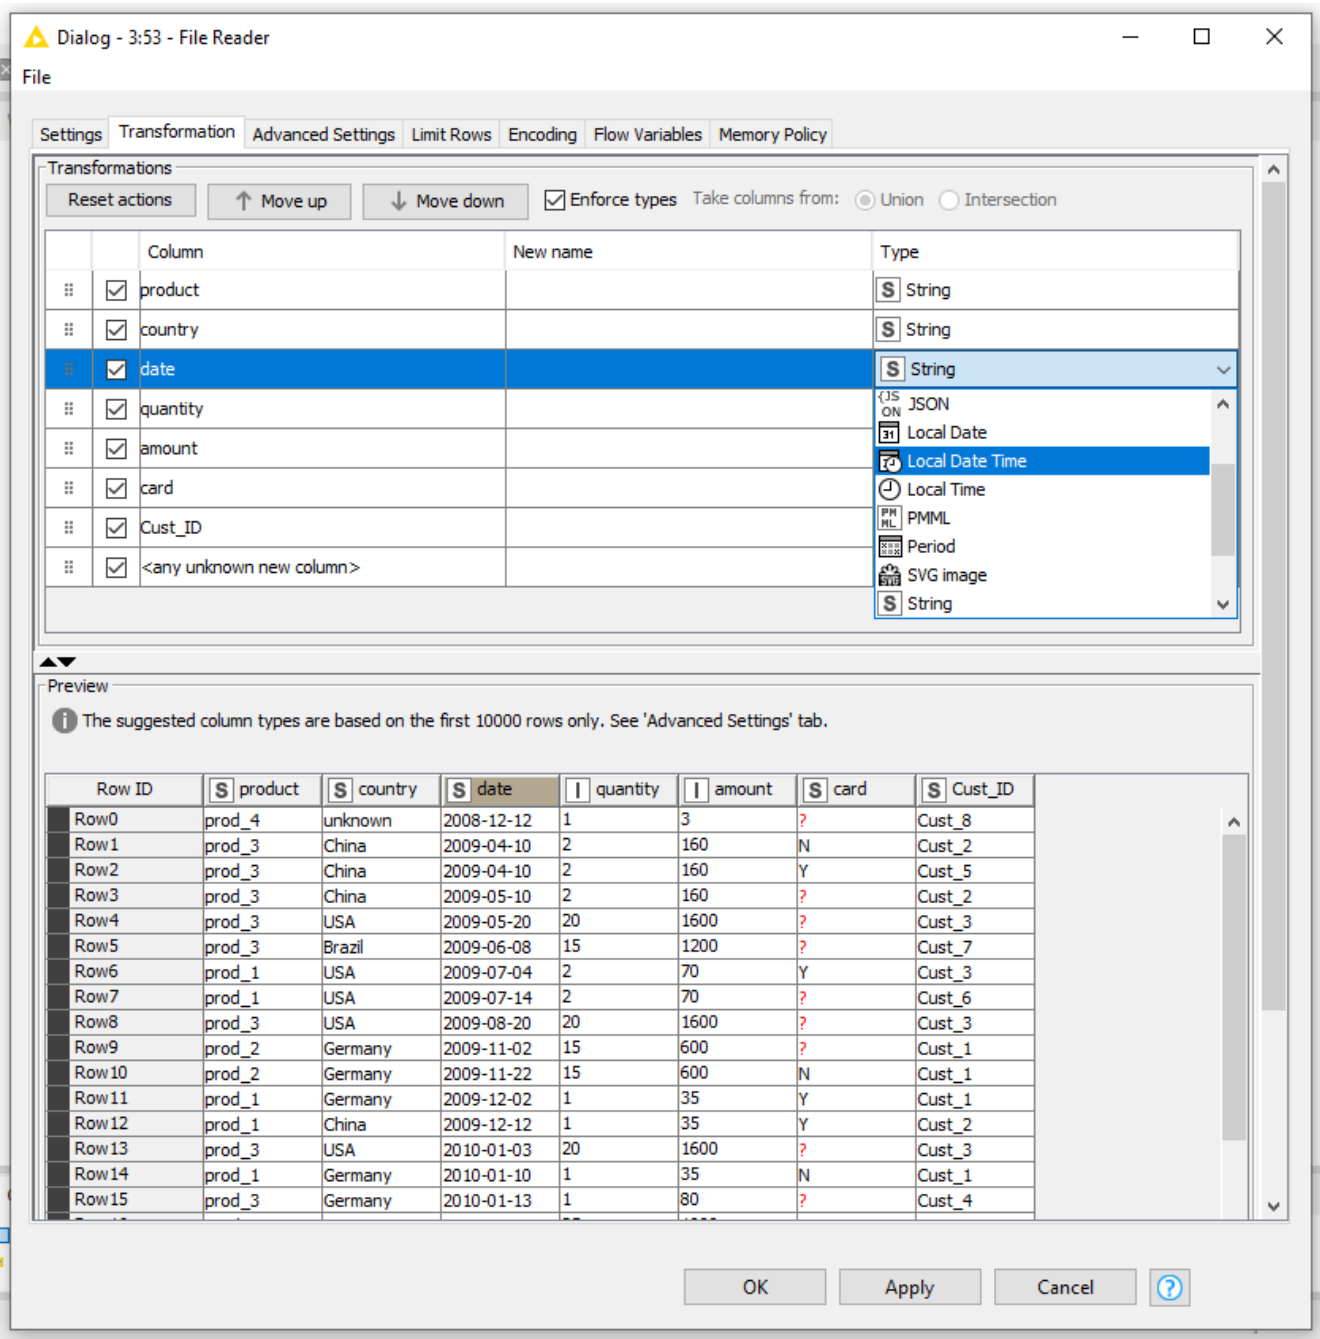 Dialog - 3:53 - File Reader
File
Settings Transformation Advanced Settings Limit Rows Encoding Flow Variables Memory Policy
Transformations
Reset actions Move up Move down Enforce types Take columns from: Union Intersection
Column New name Type
product S String
country S String
date S String
quantity
amount
card
Cust_ID
<any unknown new column>
{JS ON JSON
31 Local Date
Local Date Time
Local Time
PM ML PMML
Period
SVG SVG image
S String
Preview
i The suggested column types are based on the first 10000 rows only. See 'Advanced Settings' tab.
Row ID S product S country S date I quantity I amount S card S Cust_ID
Row0 prod_4 unknown 2008-12-12 1 3 ? Cust_8
Row1 prod_3 China 2009-04-10 2 160 N Cust_2
Row2 prod_3 China 2009-04-10 2 160 Y Cust_5
Row3 prod_3 China 2009-05-10 2 160 ? Cust_2
Row4 prod_3 USA 2009-05-20 20 1600 ? Cust_3
Row5 prod_3 Brazil 2009-06-08 15 1200 ? Cust_7
Row6 prod_1 USA 2009-07-04 2 70 Y Cust_3
Row7 prod_1 USA 2009-07-14 2 70 ? Cust_6
Row8 prod_3 USA 2009-08-20 20 1600 ? Cust_3
Row9 prod_2 Germany 2009-11-02 15 600 ? Cust_1
Row10 prod_2 Germany 2009-11-22 15 600 N Cust_1
Row11 prod_1 Germany 2009-12-02 1 35 Y Cust_1
Row12 prod_1 China 2009-12-12 1 35 Y Cust_2
Row13 prod_3 USA 2010-01-03 20 1600 ? Cust_3
Row14 prod_1 Germany 2010-01-10 1 35 N Cust_1
Row15 prod_3 Germany 2010-01-13 1 80 ? Cust_4
OK Apply Cancel ?